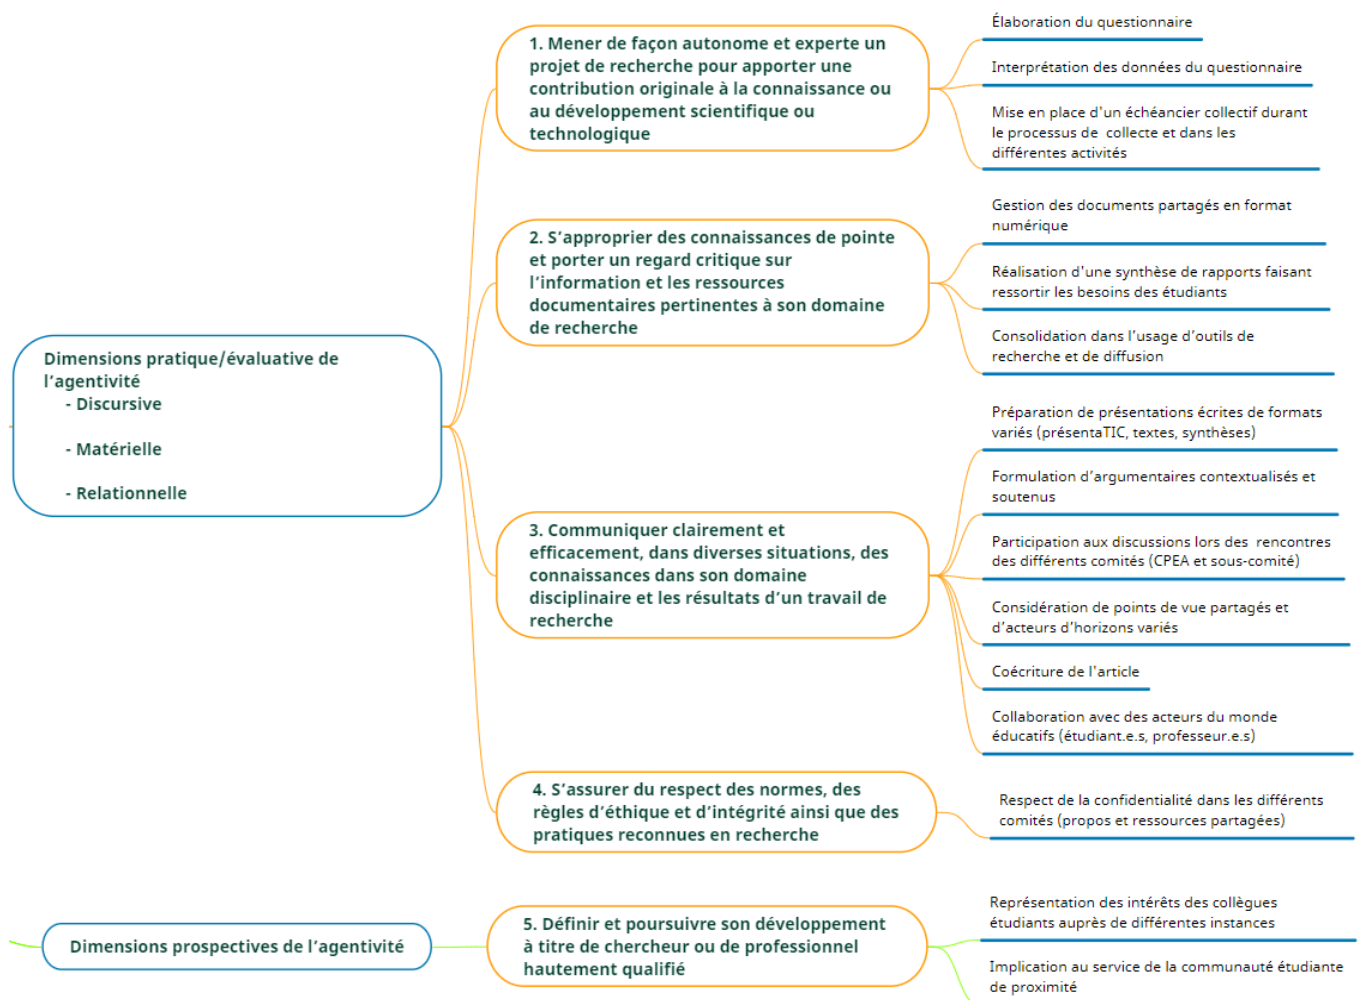 Dimensions pratique/évaluative de
l’agentivité
- Discursive
- Matérielle
- Relationnelle
1. Mener de façon autonome et experte un
projet de recherche pour apporter une
contribution originale à la connaissance ou
au développement scientifique ou
technologique
Élaboration du questionnaire
Interprétation des données du questionnaire
Mise en place d'un échéancier collectif durant
le processus de collecte et dans les
différentes activités
2. S’approprier des connaissances de pointe
et porter un regard critique sur
l’information et les ressources
documentaires pertinentes à son domaine
de recherche
Gestion des documents partagés en format
numérique
Réalisation d'une synthèse de rapports faisant
ressortir les besoins des étudiants
Consolidation dans l’usage d’outils de
recherche et de diffusion
3. Communiquer clairement et
efficacement, dans diverses situations, des
connaissances dans son domaine
disciplinaire et les résultats d’un travail de
recherche
Préparation de présentations écrites de formats
variés (présentaTIC, textes, synthèses)
Formulation d’argumentaires contextualisés et
soutenus
Participation aux discussions lors des rencontres
des différents comités (CPEA et sous-comité)
Considération de points de vue partagés et
d’acteurs d’horizons variés
Coécriture de l'article
Collaboration avec des acteurs du monde
éducatifs (étudiant.e.s, professeur.e.s)
4. S’assurer du respect des normes, des
règles d’éthique et d’intégrité ainsi que des
pratiques reconnues en recherche
Respect de la confidentialité dans les différents
comités (propos et ressources partagées)
Dimensions prospectives de l’agentivité
5. Définir et poursuivre son développement
à titre de chercheur ou de professionnel
hautement qualifié
Représentation des intérêts des collègues
étudiants auprès de différentes instances
Implication au service de la communauté étudiante
de proximité